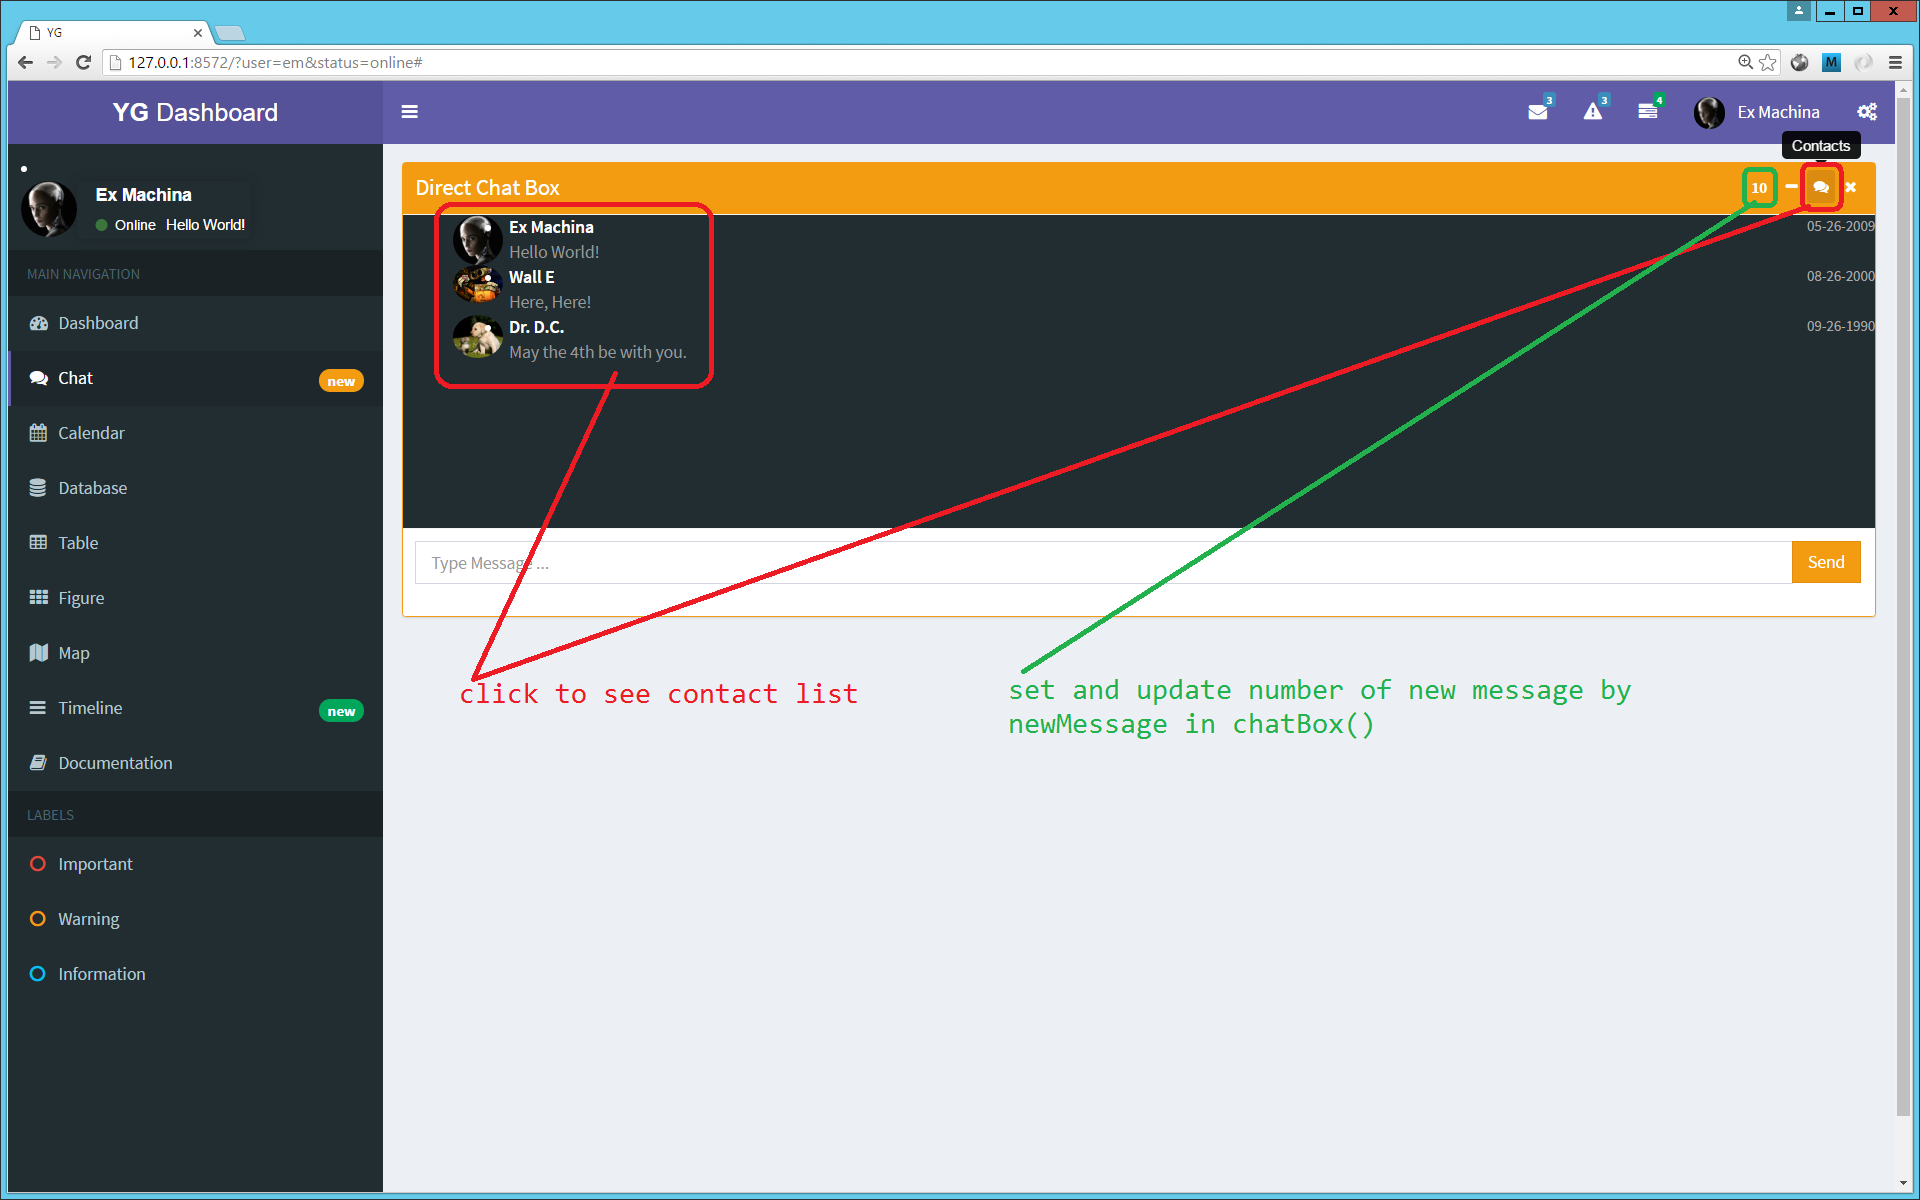 YG
127.0.0.1:8572/?user=em&status=online#
M
YG Dashboard
3
3
4
Ex Machina
Contacts
Ex Machina
Online Hello World!
MAIN NAVIGATION
Dashboard
Chat new
Calendar
Database
Table
Figure
Map
Timeline new
Documentation
LABELS
Important
Warning
Information
Direct Chat Box
10
Ex Machina 05-26-2009
Hello World!
Wall E 08-26-2000
Here, Here!
Dr. D.C. 09-26-1990
May the 4th be with you.
Type Message ...
Send
click to see contact list
set and update number of new message by
newMessage in chatBox()